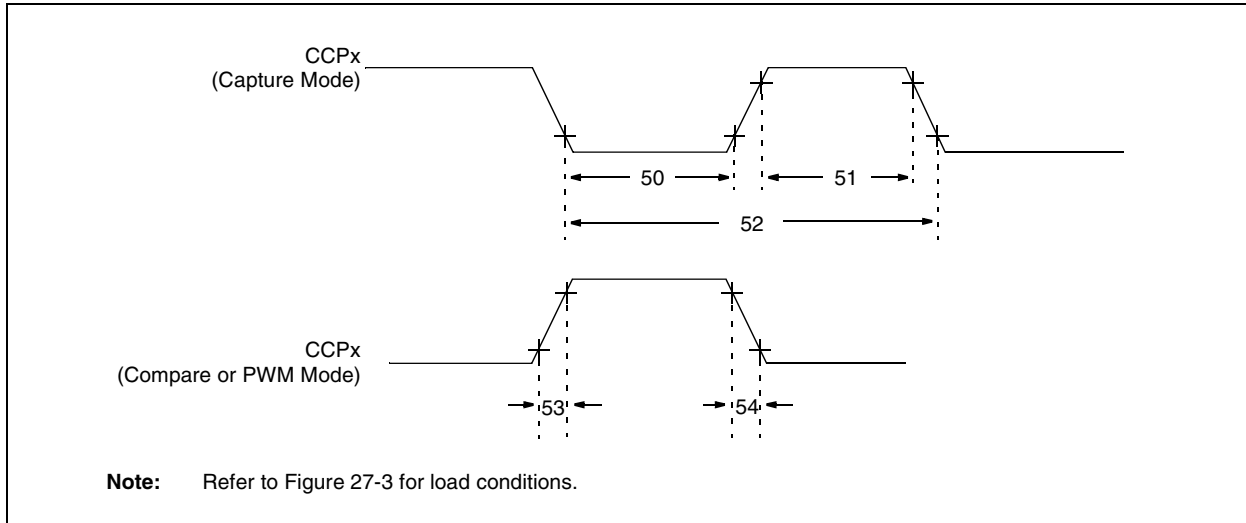 CCPx
(Capture Mode)
50
51
52
CCPx
(Compare or PWM Mode)
53
54
Note: Refer to Figure 27-3 for load conditions.